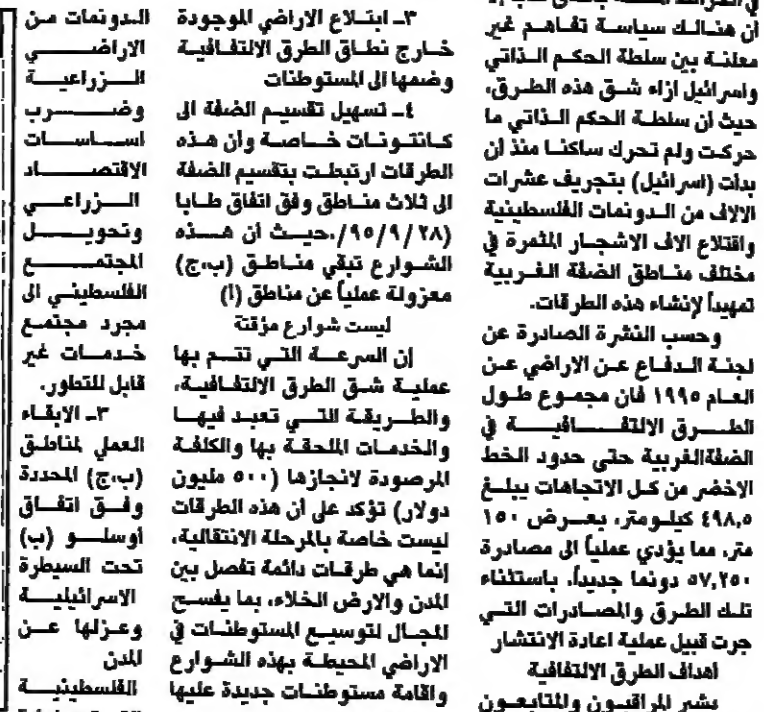 أن هنالك سياسة تفاهم غير
معلنة بين سلطة الحكم الذاتي
واسرائيل ازاء شق هذه الطرق،
حيث أن سلطة الحكم الذاتي ما
حركت ولم تحرك ساكنا منذ أن
بدأت (اسرائيل) بتجريف عشرات
الالاف من الدونمات الفلسطينية
واقتلاع الاف الاشجار المثمرة في
مختلف مناطق الضفة الغربية
تمهيداً لإنشاء هذه الطرقات.
وحسب النشرة الصادرة عن
لجنة الدفاع عن الاراضي عن
العام ١٩٩٥ فان مجموع طول
الطرق الالتفافية في
الضفةالغربية حتى حدود الخط
الاخضر من كل الاتجاهات يبلغ
٤٩٨,٥ كيلومتر، بعرض ١٥٠
متر، مما يؤدي عملياً الى مصادرة
٥٧,٢٥٠ دونما جديداً، باستثناء
تلك الطرق والمصادرات التي
جرت قبيل عملية اعادة الانتشار
أهداف الطرق الالتفافية
يشير المراقبون والمتابعون
٣ـ ابتلاع الاراضي الموجودة
خارج نطاق الطرق الالتفافية
وضمها الى المستوطنات
٤ـ تسهيل تقسيم الضفة الى
كانتونات خاصة وأن هذه
الطرقات ارتبطت بتقسيم الضفة
الى ثلاث مناطق وفق اتفاق طابا
(٩٥/٩/٢٨/،حيث أن هذه
الشوارع تبقي مناطق (ب،ج)
معزولة عملياً عن مناطق (ا)
ليست شوارع مؤقتة
إن السرعة التي تتم بها
عملية شق الطرق الالتفافية،
والطريقة التي تعبد فيها
والخدمات الملحقة بها والكلفة
المرصودة لانجازها (٥٠٠ مليون
دولار) تؤكد على أن هذه الطرقات
ليست خاصة بالمرحلة الانتقالية،
إنما هي طرقات دائمة تفصل بين
المدن والارض الخلاء، بما يفسح
المجال لتوسيع المستوطنات في
الاراضي المحيطة بهذه الشوارع
واقامة مستوطنات جديدة عليها
الدونمات من
الاراضي
الزراعية
وضرب
اساسات
الاقتصاد
الزراعي
وتحويل
المجتمع
الفلسطيني الى
مجرد مجتمع
خدمات غير
قابل للتطور.
٣ـ الابقاء
العملي لمناطق
(ب،ج) المحددة
وفق اتفاق
أوسلو (ب)
تحت السيطرة
الاسرائيلية
وعزلها عن
المدن
الفلسطينية